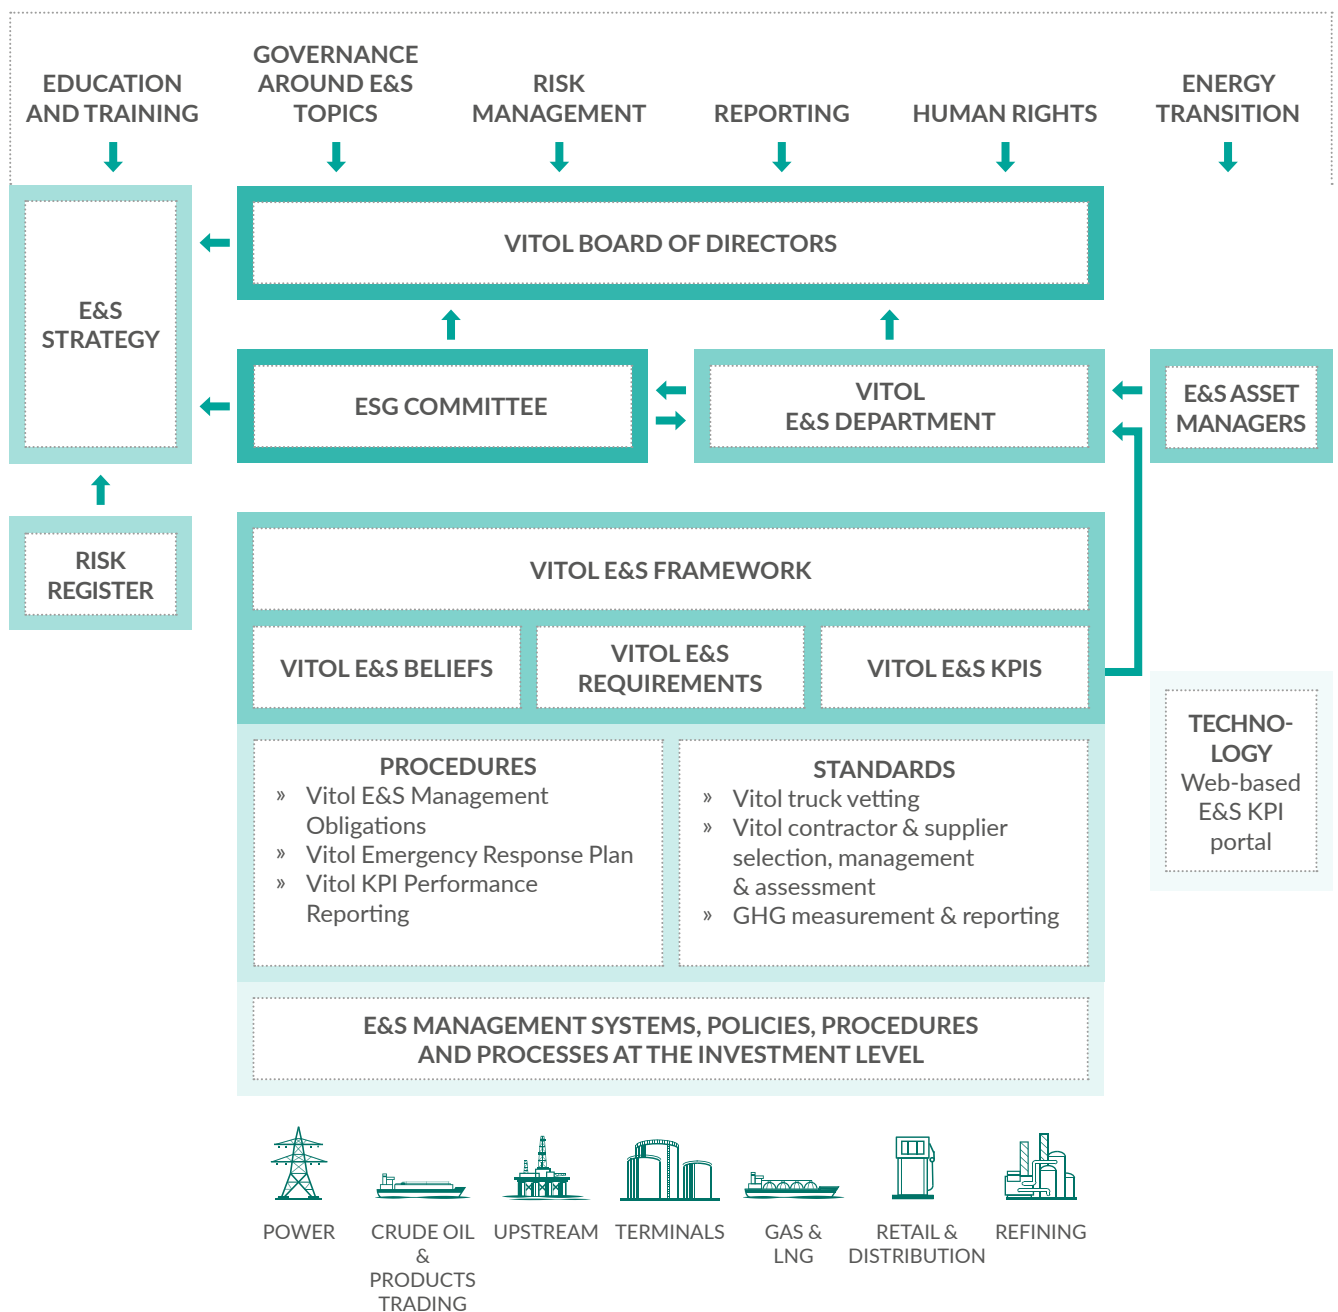 EDUCATION
AND TRAINING
GOVERNANCE
AROUND E&S
TOPICS
RISK
MANAGEMENT
REPORTING
HUMAN RIGHTS
ENERGY
TRANSITION
E&S
STRATEGY
VITOL BOARD OF DIRECTORS
ESG COMMITTEE
VITOL
E&S DEPARTMENT
E&S ASSET
MANAGERS
RISK
REGISTER
VITOL E&S FRAMEWORK
VITOL E&S BELIEFS
VITOL E&S
REQUIREMENTS
VITOL E&S KPIS
PROCEDURES
» Vitol E&S Management
Obligations
» Vitol Emergency Response Plan
» Vitol KPI Performance
Reporting
STANDARDS
» Vitol truck vetting
» Vitol contractor & supplier
selection, management
& assessment
» GHG measurement & reporting
TECHNO-
LOGY
Web-based
E&S KPI
portal
E&S MANAGEMENT SYSTEMS, POLICIES, PROCEDURES
AND PROCESSES AT THE INVESTMENT LEVEL
POWER
CRUDE OIL
&
PRODUCTS
TRADING
UPSTREAM
TERMINALS
GAS &
LNG
RETAIL &
DISTRIBUTION
REFINING